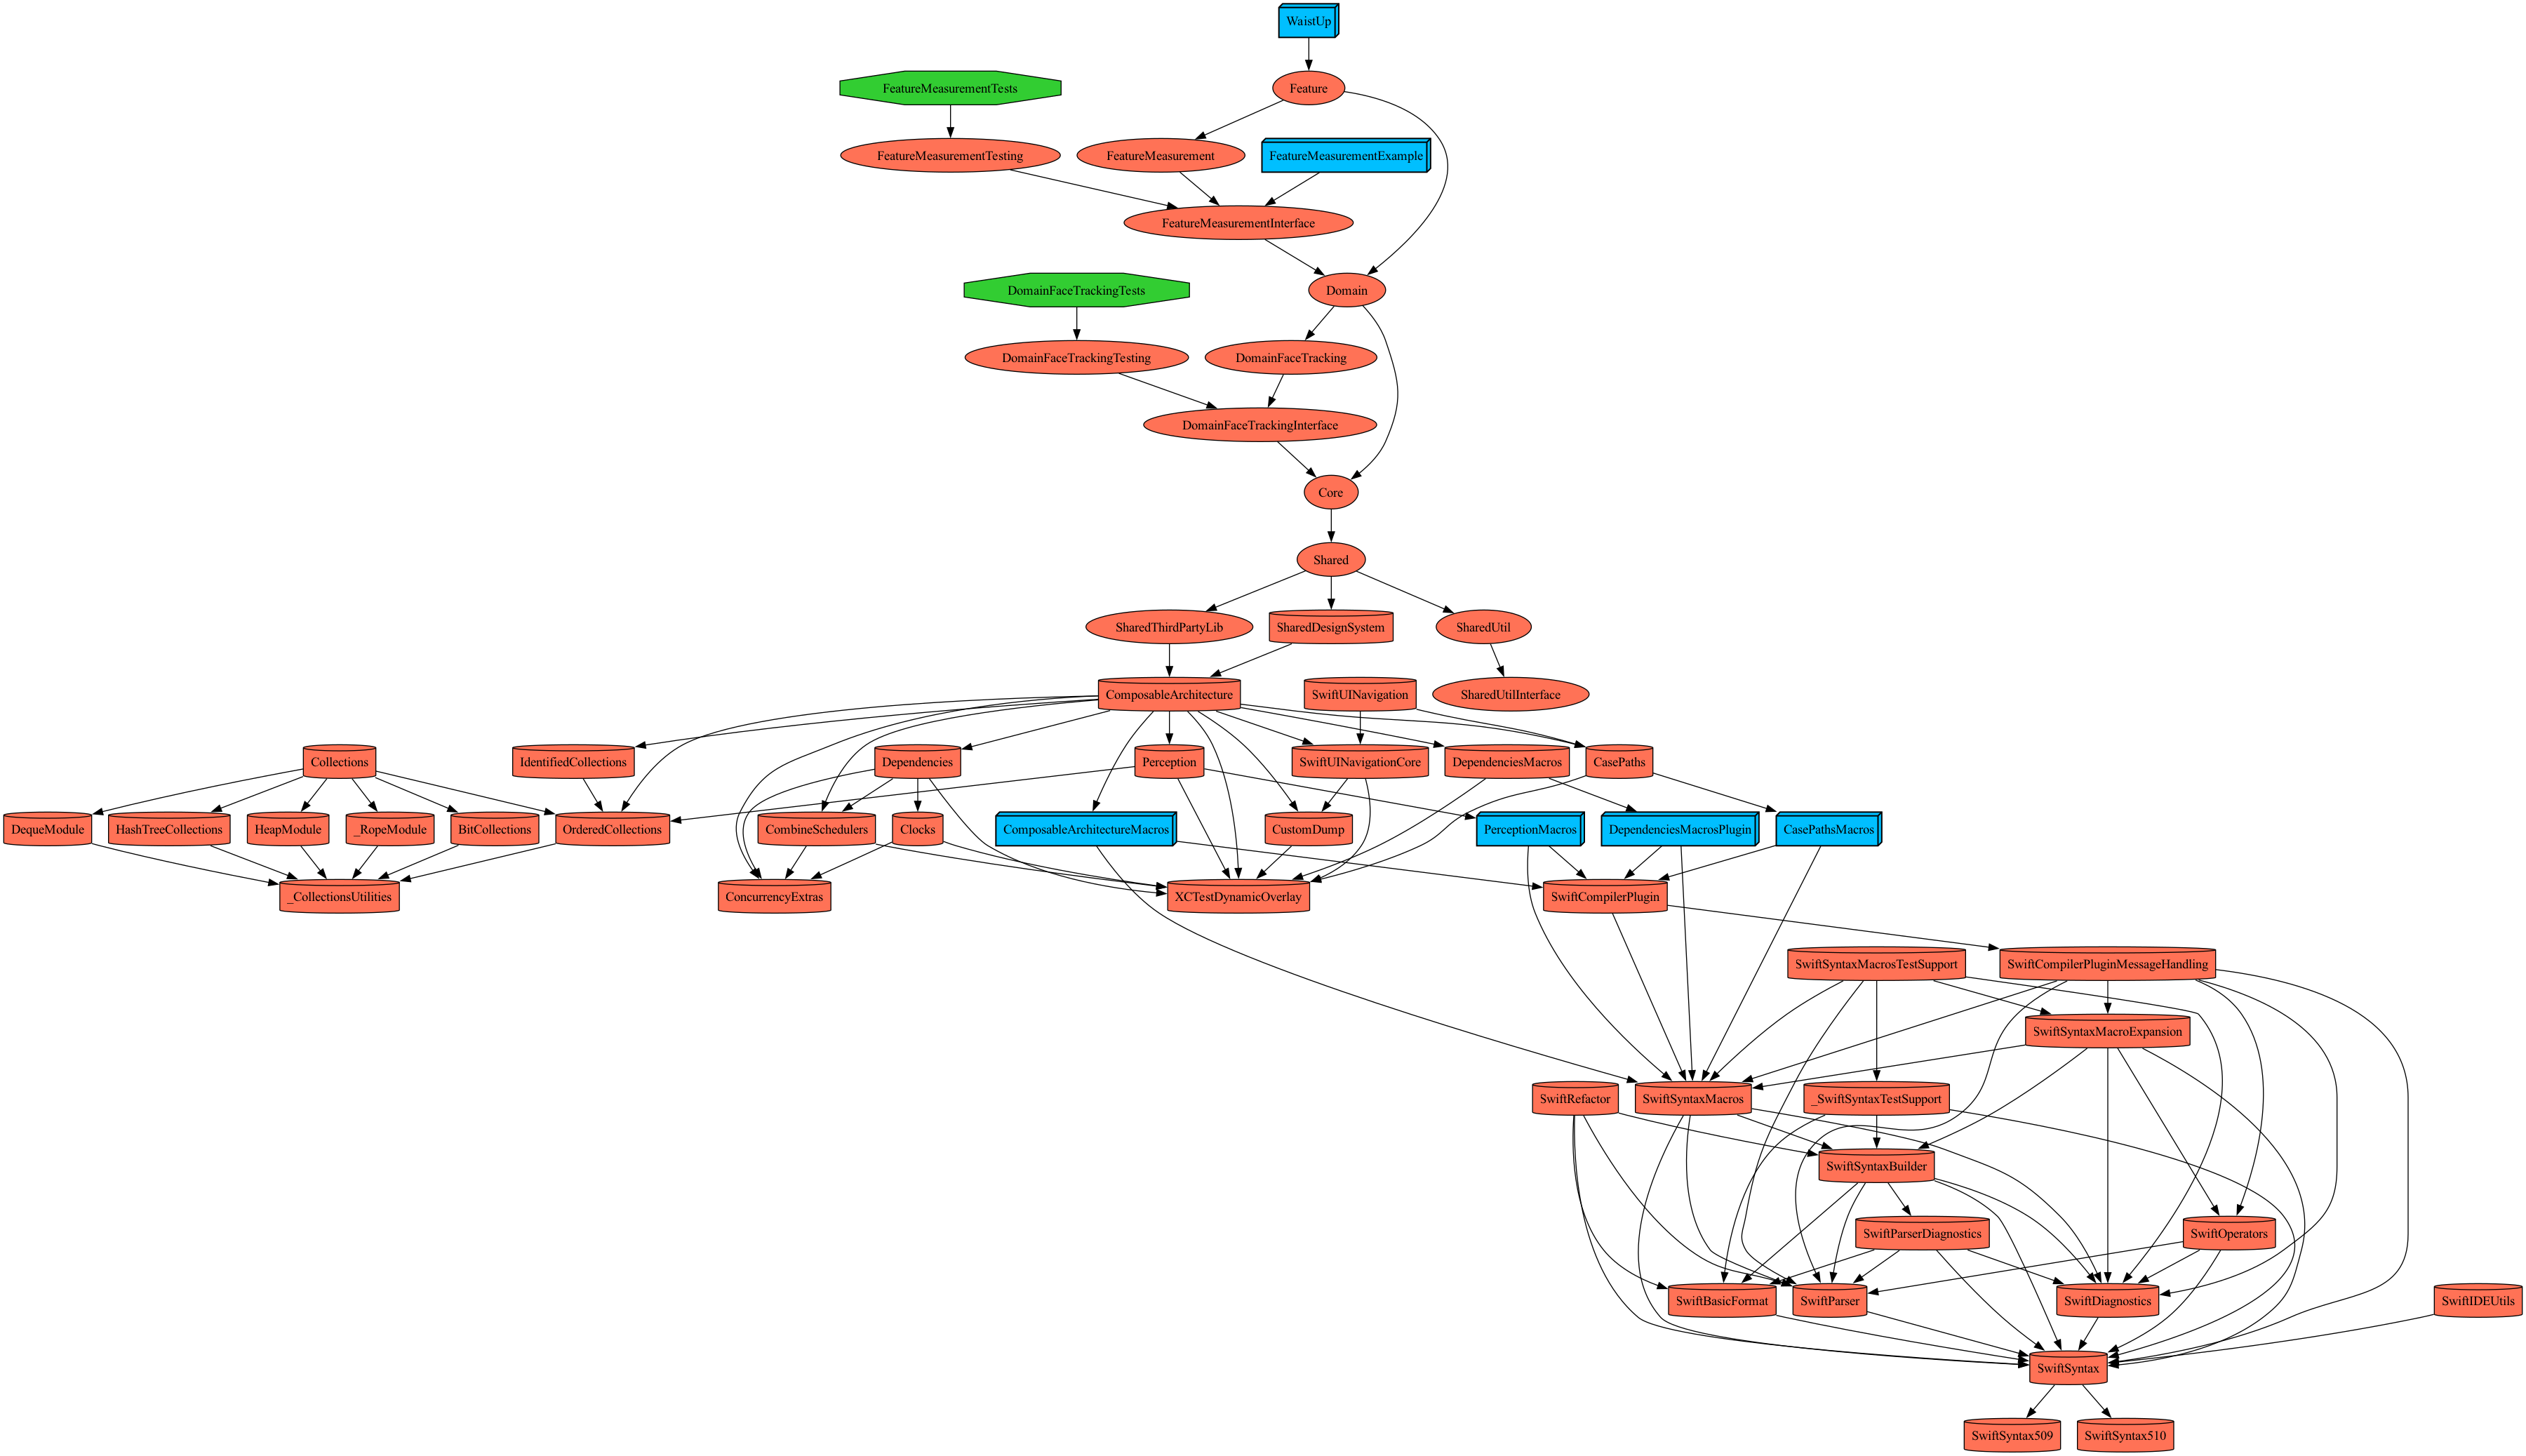 WaistUp
Feature
FeatureMeasurementTests
FeatureMeasurementTesting
FeatureMeasurement
FeatureMeasurementExample
FeatureMeasurementInterface
DomainFaceTrackingTests
Domain
DomainFaceTrackingTesting
DomainFaceTracking
DomainFaceTrackingInterface
Core
Shared
SharedThirdPartyLib
SharedDesignSystem
SharedUtil
ComposableArchitecture
SwiftUINavigation
SharedUtilInterface
Collections
IdentifiedCollections
Dependencies
Perception
SwiftUINavigationCore
DependenciesMacros
CasePaths
DequeModule
HashTreeCollections
HeapModule
_RopeModule
BitCollections
OrderedCollections
CombineSchedulers
Clocks
ComposableArchitectureMacros
CustomDump
PerceptionMacros
DependenciesMacrosPlugin
CasePathsMacros
_CollectionsUtilities
ConcurrencyExtras
XCTestDynamicOverlay
SwiftCompilerPlugin
SwiftSyntaxMacrosTestSupport
SwiftCompilerPluginMessageHandling
SwiftSyntaxMacroExpansion
SwiftRefactor
SwiftSyntaxMacros
_SwiftSyntaxTestSupport
SwiftSyntaxBuilder
SwiftParserDiagnostics
SwiftOperators
SwiftBasicFormat
SwiftParser
SwiftDiagnostics
SwiftIDEUtils
SwiftSyntax
SwiftSyntax509
SwiftSyntax510